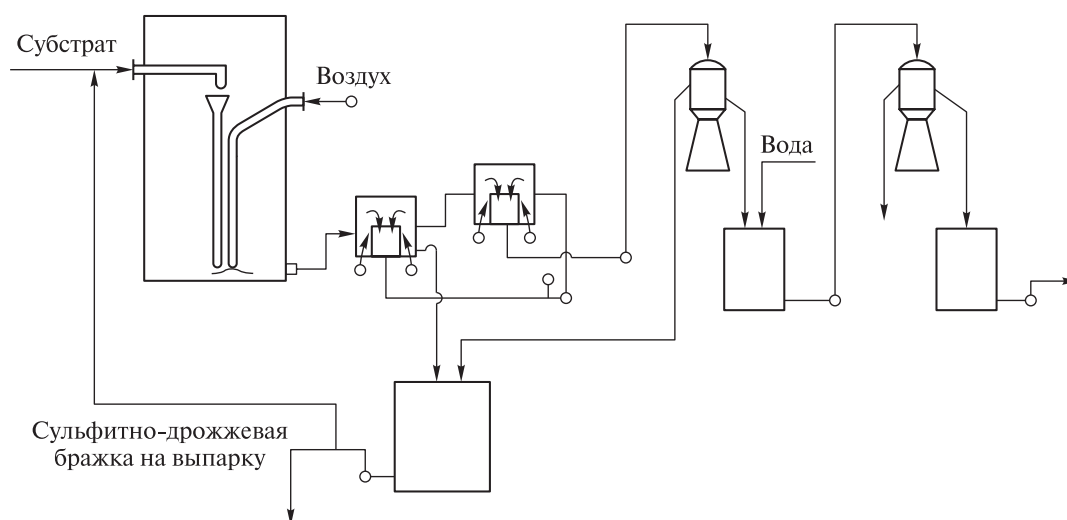 Субстрат
Воздух
Вода
Сульфитно-дрожжевая
бражка на выпарку